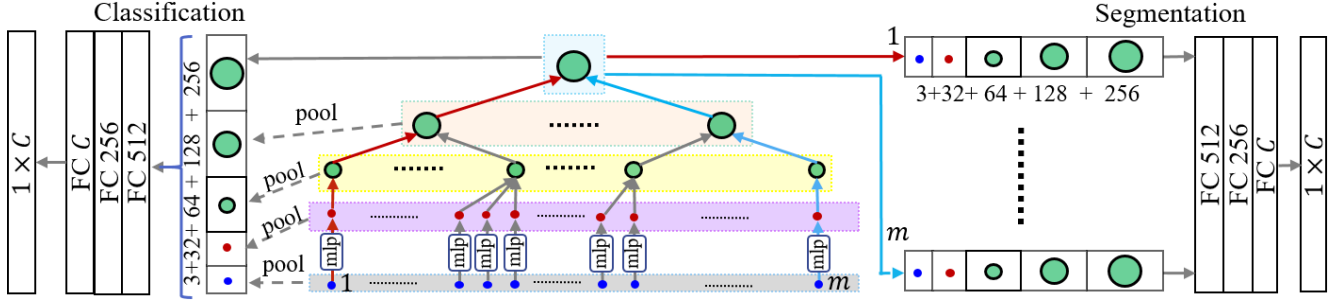 Classification
Segmentation
1 × C
FC C
FC 256
FC 512
3+32+ 64 + 128 + 256
pool
pool
pool
pool
mlp
mlp
mlp
mlp
mlp
mlp
mlp
1
m
1
3+32+ 64 + 128 + 256
m
FC 512
FC 256
FC C
1 × C